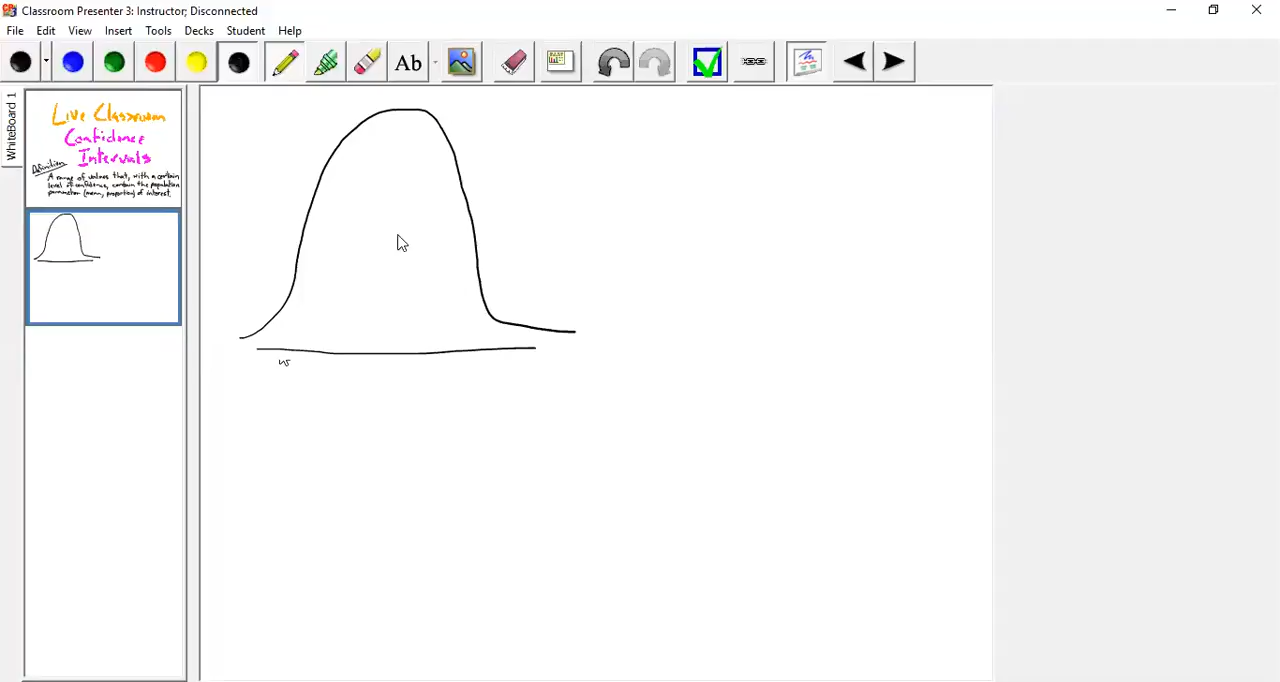 Classroom Presenter 3: Instructor; Disconnected
File Edit View Insert Tools Decks Student Help
Ab
WhiteBoard 1
Live Classroom
Confidence
Intervals
Definition
A range of values that, with a certain
level of confidence, contain the population
parameter (mean, proportion) of interest.